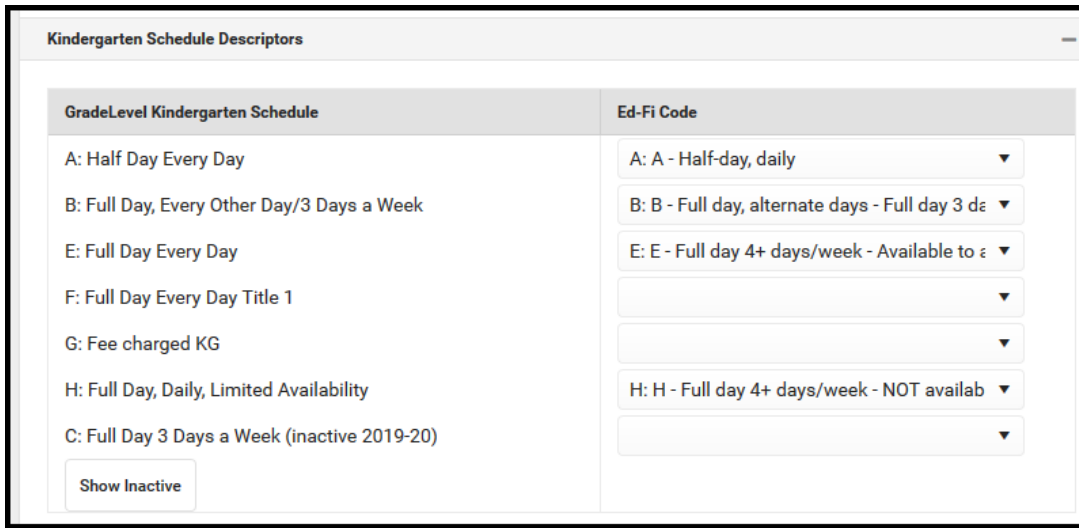 Kindergarten Schedule Descriptors
GradeLevel Kindergarten Schedule Ed-Fi Code
A: Half Day Every Day A: A - Half-day, daily
B: Full Day, Every Other Day/3 Days a Week B: B - Full day, alternate days - Full day 3 da
E: Full Day Every Day E: E - Full day 4+ days/week - Available to a
F: Full Day Every Day Title 1
G: Fee charged KG
H: Full Day, Daily, Limited Availability H: H - Full day 4+ days/week - NOT availab
C: Full Day 3 Days a Week (inactive 2019-20)
Show Inactive